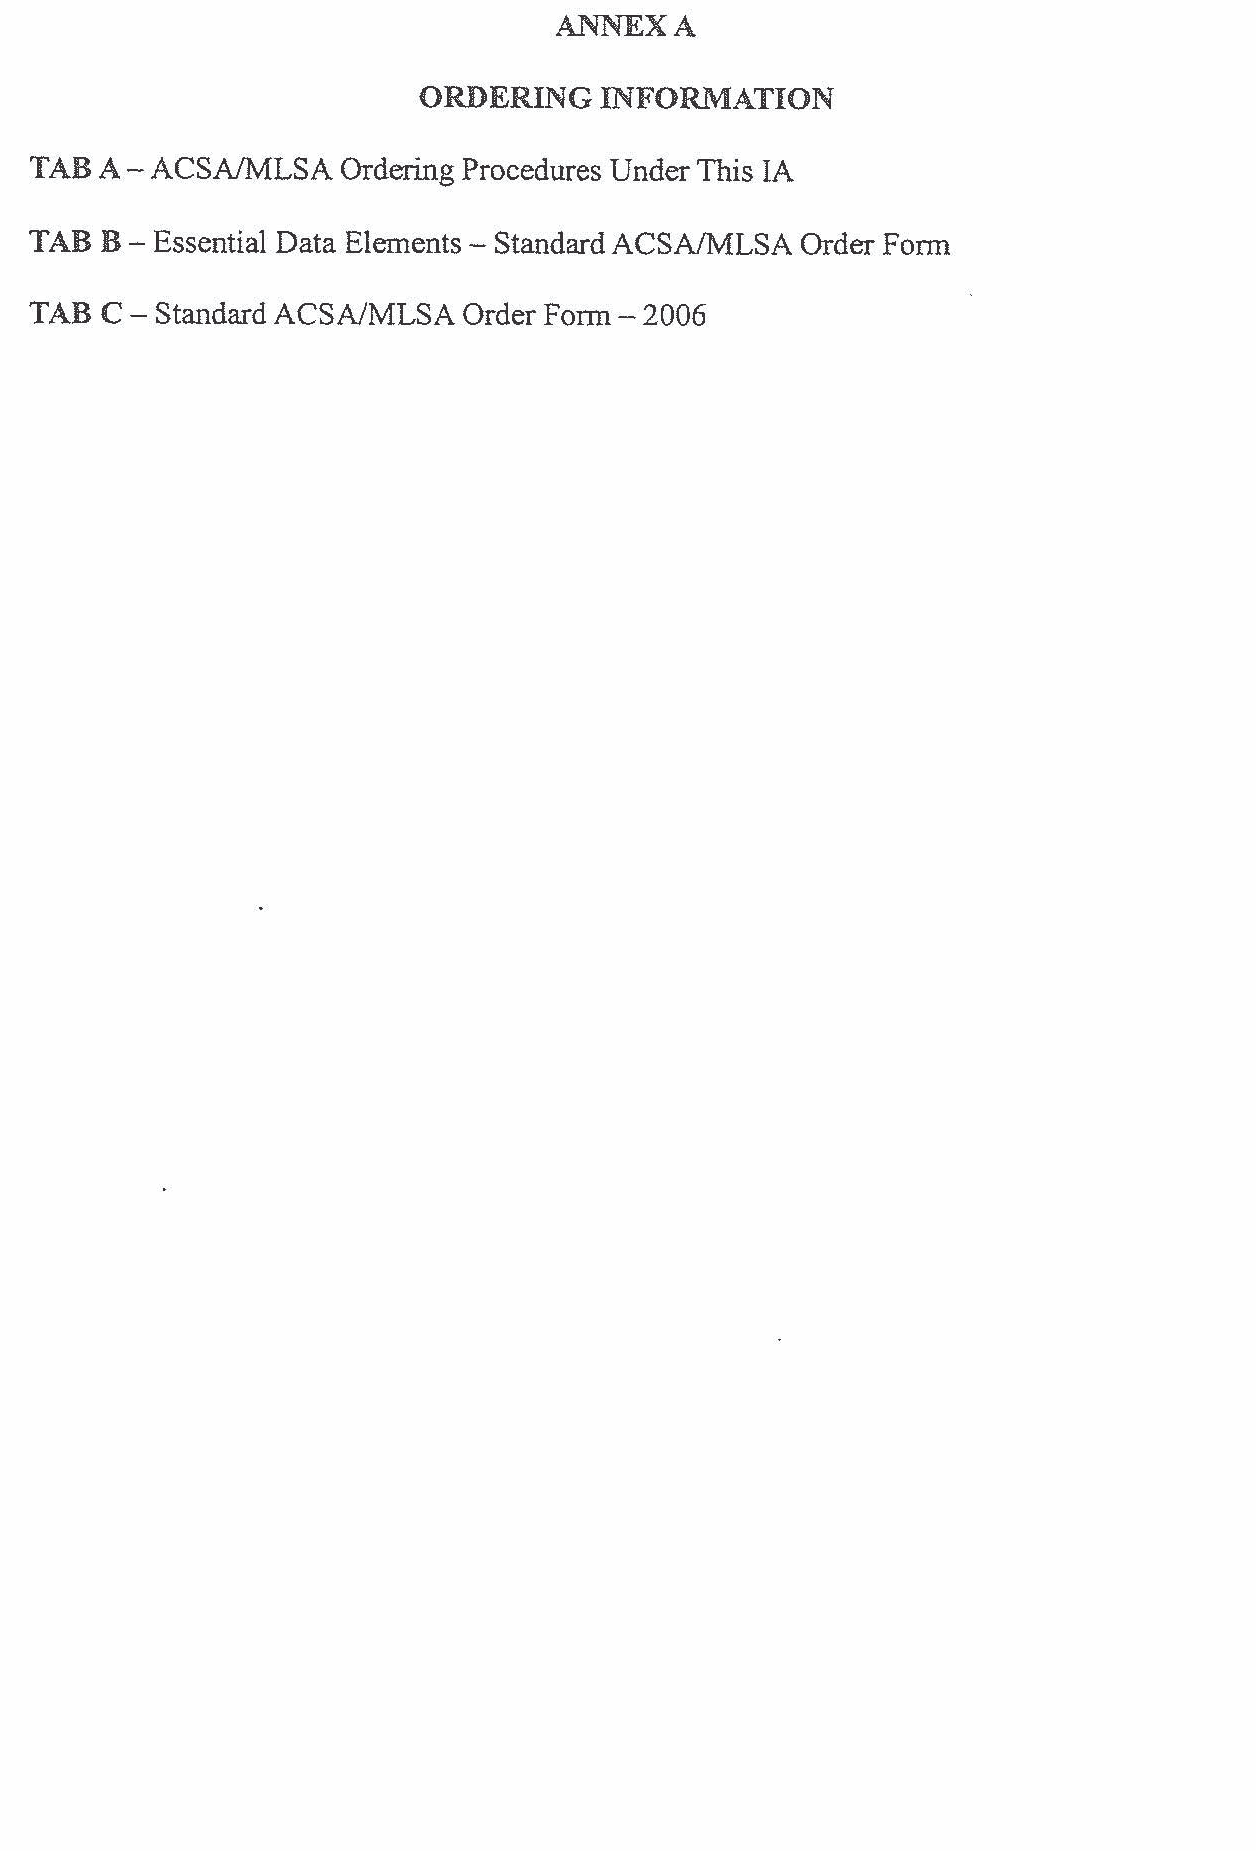 ANNEX A
ORDERING INFORMATION
TAB A – ACSA/MLSA Ordering Procedures Under This IA
TAB B – Essential Data Elements – Standard ACSA/MLSA Order Form
TAB C – Standard ACSA/MLSA Order Form – 2006